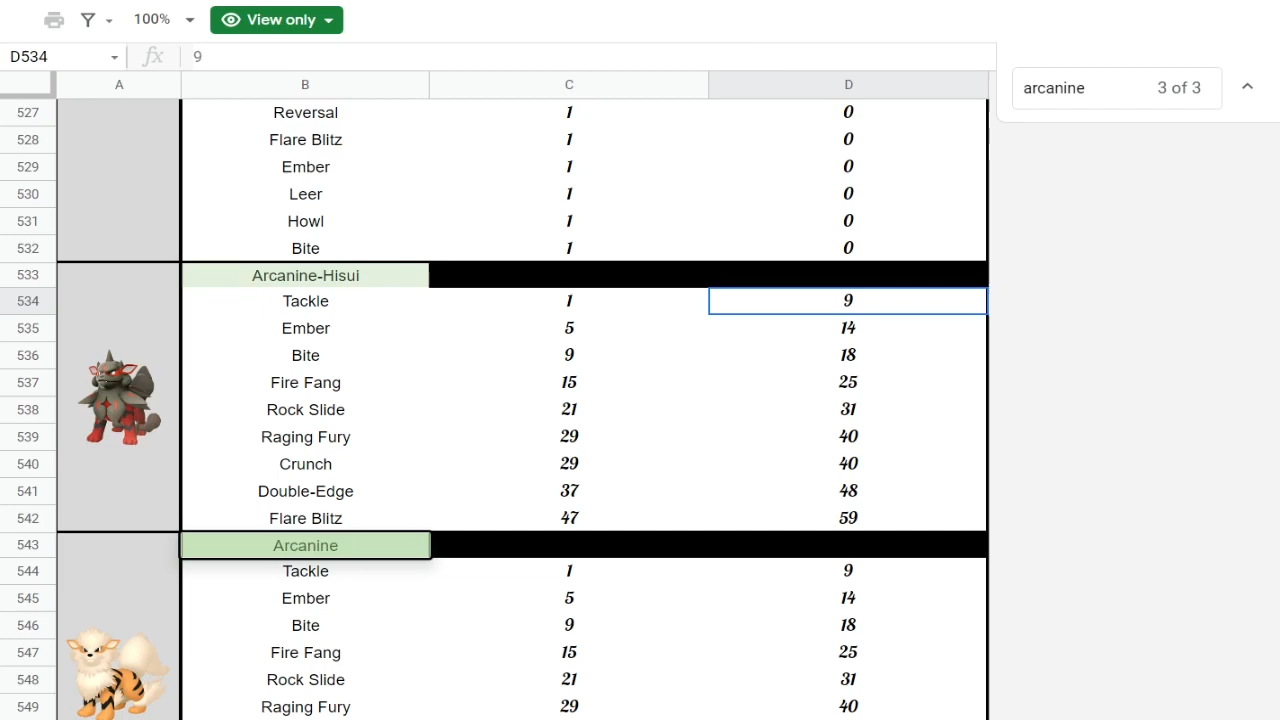 100% View only
D534 fx 9
arcanine 3 of 3
A B C D
527 Reversal 1 0
528 Flare Blitz 1 0
529 Ember 1 0
530 Leer 1 0
531 Howl 1 0
532 Bite 1 0
533 Arcanine-Hisui
534 Tackle 1 9
535 Ember 5 14
536 Bite 9 18
537 Fire Fang 15 25
538 Rock Slide 21 31
539 Raging Fury 29 40
540 Crunch 29 40
541 Double-Edge 37 48
542 Flare Blitz 47 59
543 Arcanine
544 Tackle 1 9
545 Ember 5 14
546 Bite 9 18
547 Fire Fang 15 25
548 Rock Slide 21 31
549 Raging Fury 29 40